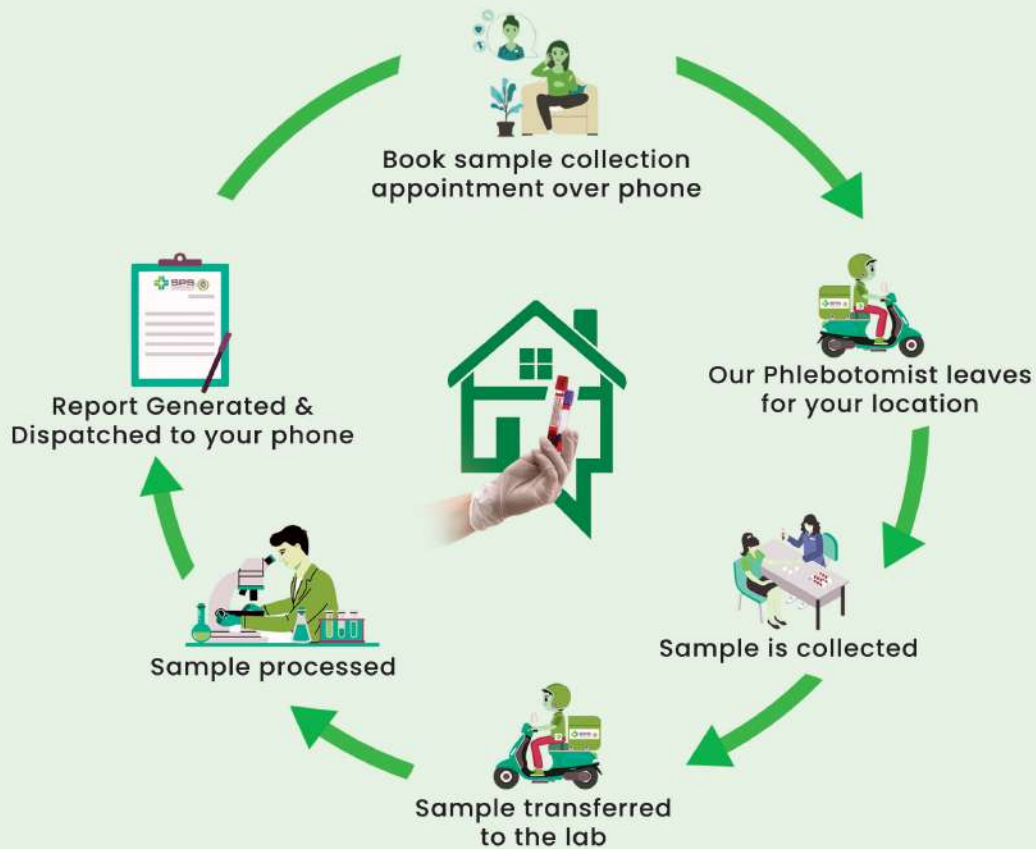 Book sample collection
appointment over phone
Our Phlebotomist leaves
for your location
Sample is collected
Sample transferred
to the lab
Sample processed
SPS
Report Generated &
Dispatched to your phone